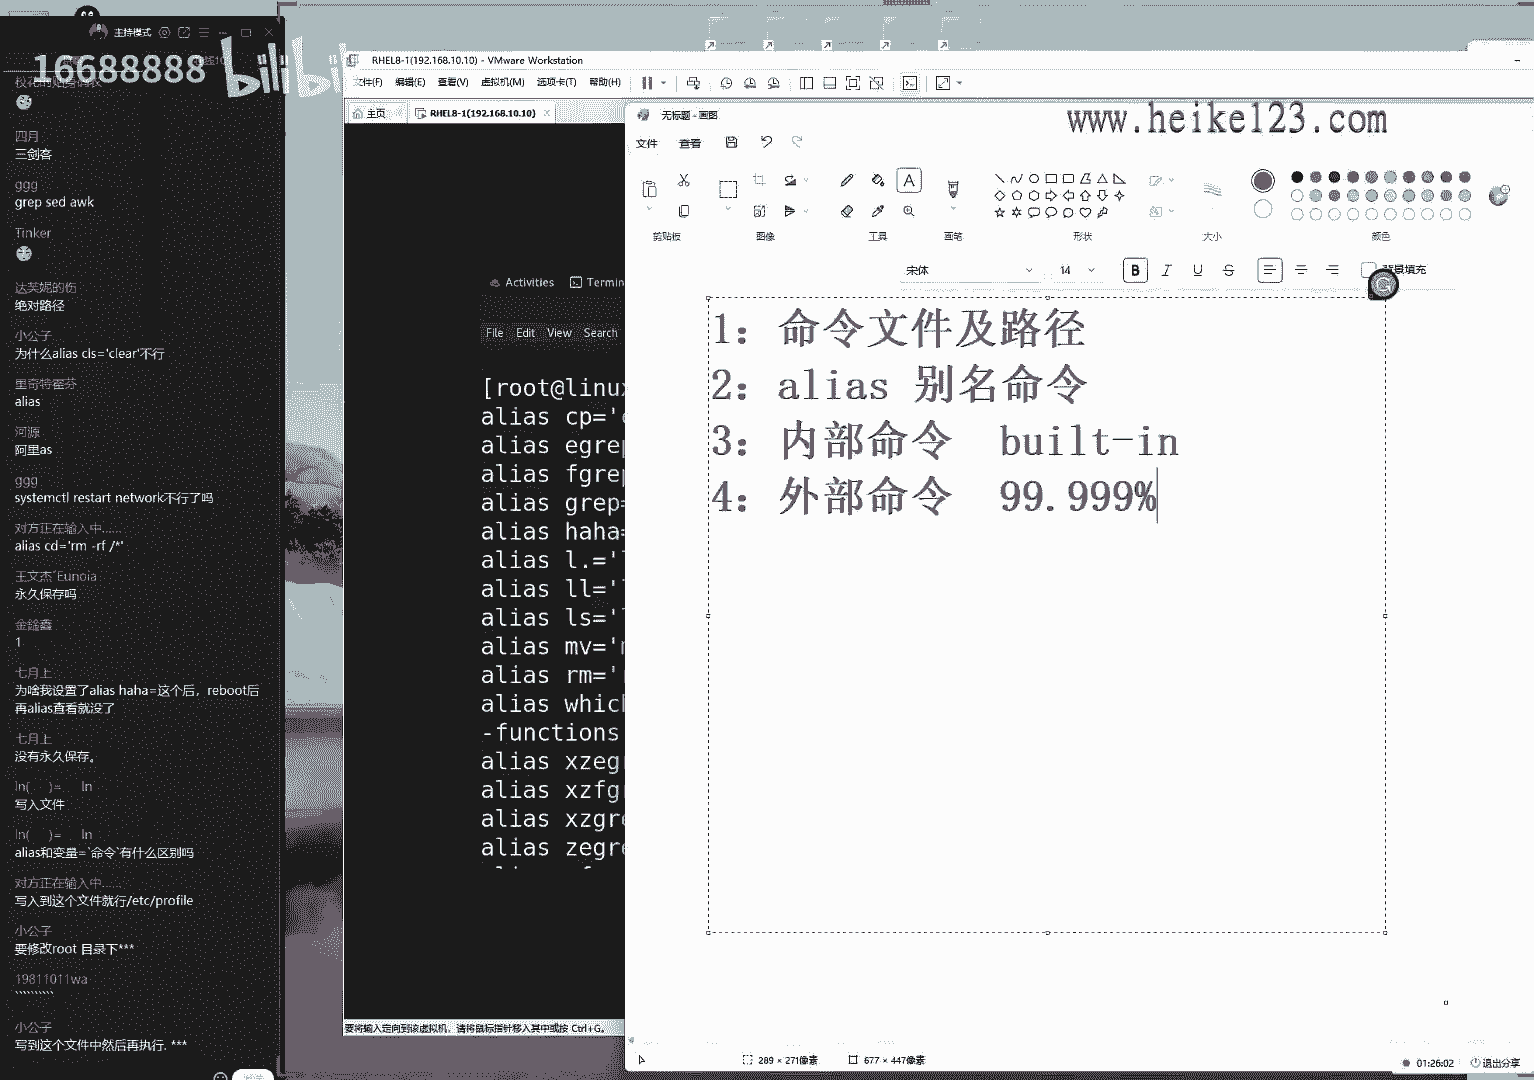 主持模式
16688888
bilibili
四月
三剑客
ggg
grep sed awk
Tinker
达芙妮的伤
绝对路径
小公子
为什么alias cls='clear'不行
里奇特霍芬
alias
河源
阿里as
ggg
systemctl restart network不行了吗
对方正在输入中......
alias cd='rm -rf /*'
王文杰`Eunoia
永久保存吗
1
七月上
为啥我设置了alias haha=这个后，reboot后
再alias查看就没了
七月上
没有永久保存。
ln( )= ln
写入文件
ln( )= ln
alias和变量=`命令`有什么区别吗
对方正在输入中......
写入到这个文件就行/etc/profile
小公子
要修改root 目录下***
19811011wa
``````````
小公子
写到这个文件中然后再执行. ***
RHEL8-1(192.168.10.10) - VMware Workstation
文件(F) 编辑(E) 查看(V) 虚拟机(M) 选项卡(T) 帮助(H)
主页 RHEL8-1(192.168.10.10)
Activities Termin
File Edit View Search
[root@linux
alias cp='c
alias egrep
alias fgrep
alias grep=
alias haha=
alias l.='l
alias ll='l
alias ls='l
alias mv='m
alias rm='r
alias whic
-functions
alias xzegr
alias xzfgr
alias xzgre
alias zegre
要将输入定向到该虚拟机，请将鼠标指针移入其中或按 Ctrl+G。
无标题 - 画图
www.heike123.com
文件 查看
剪贴板 图像 工具 画笔 形状 大小 颜色
宋体 14 B I U S 背景填充
1：命令文件及路径
2：alias 别名命令
3：内部命令 built-in
4：外部命令 99.999%
289 × 271像素 677 × 447像素
01:26:02 退出分享